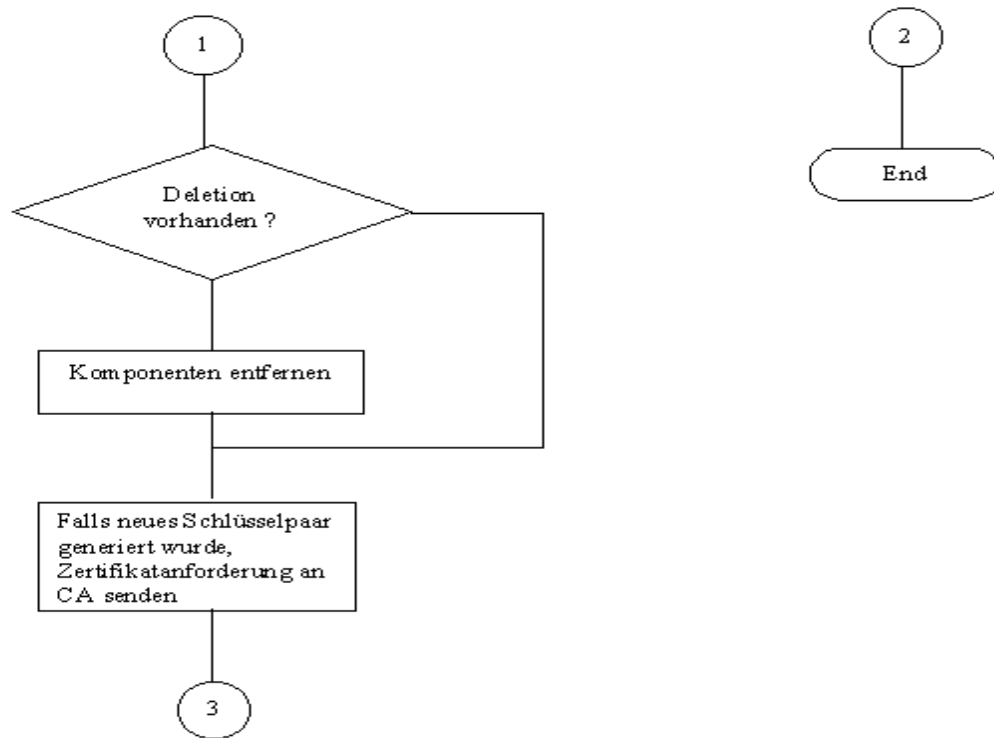 1
Deletion
vorhanden ?
Komponenten entfernen
Falls neues Schlüsselpaar
generiert wurde,
Zertifikatanforderung an
CA senden
3
2
End